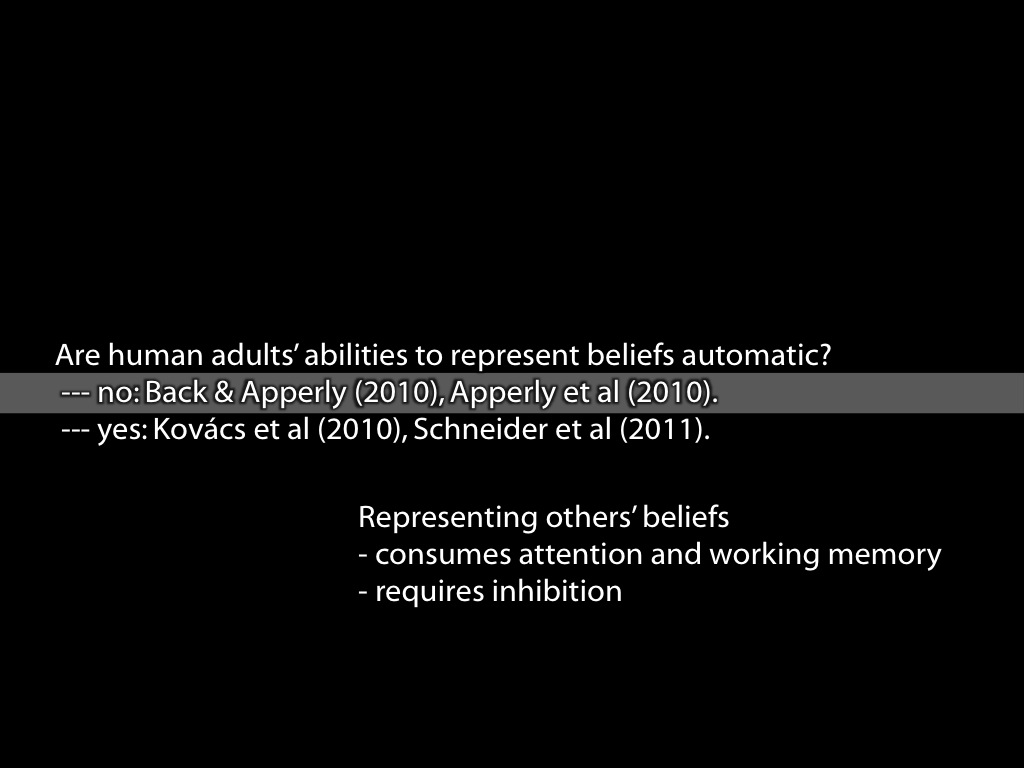 Are human adults’ abilities to represent beliefs automatic?
--- no: Back & Apperly (2010), Apperly et al (2010).
--- yes: Kovács et al (2010), Schneider et al (2011).
Representing others’ beliefs
- consumes attention and working memory
- requires inhibition